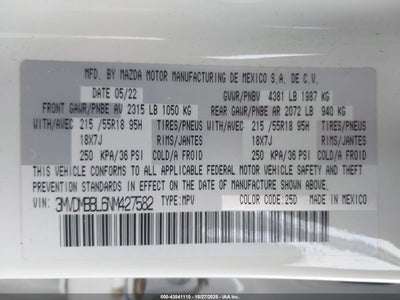 MFD. BY MAZDA MOTOR MANUFACTURING DE MEXICO S.A. DE C.V.
DATE 05/22 GVWR/PNBV 4381 LB 1987 KG
FRONT GAWR/PNBE AV 2315 LB 1050 KG REAR GAWR/PNBE AR 2072 LB 940 KG
WITH/AVEC 215 /55R18 95H TIRES/PNEUS WITH/AVEC 215 /55R18 95H TIRES/PNEUS
18X7J RIMS/JANTES 18X7J RIMS/JANTES
250 KPA/36 PSI COLD/A FROID 250 KPA/36 PSI COLD/A FROID
THIS VEHICLE CONFORMS TO ALL APPLICABLE FEDERAL MOTOR VEHICLE SAFETY AND THEFT
PREVENTION STANDARDS IN EFFECT ON THE DATE OF MANUFACTURE SHOWN ABOVE.
VIN: 3MVDMBBL6NM427582 TYPE:MPV COLOR CODE: 25D MADE IN MEXICO
000-43541110 - 10/27/2025 - IAA Inc.